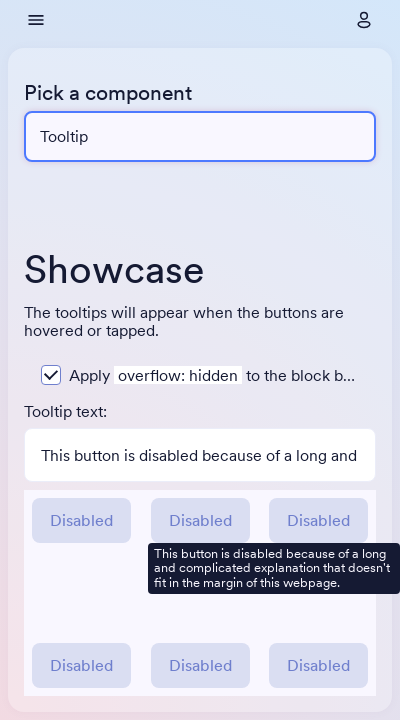 Pick a component
Tooltip
Showcase
The tooltips will appear when the buttons are
hovered or tapped.
Apply overflow: hidden to the block b...
Tooltip text:
This button is disabled because of a long and
Disabled Disabled Disabled
This button is disabled because of a long
and complicated explanation that doesn't
fit in the margin of this webpage.
Disabled Disabled Disabled